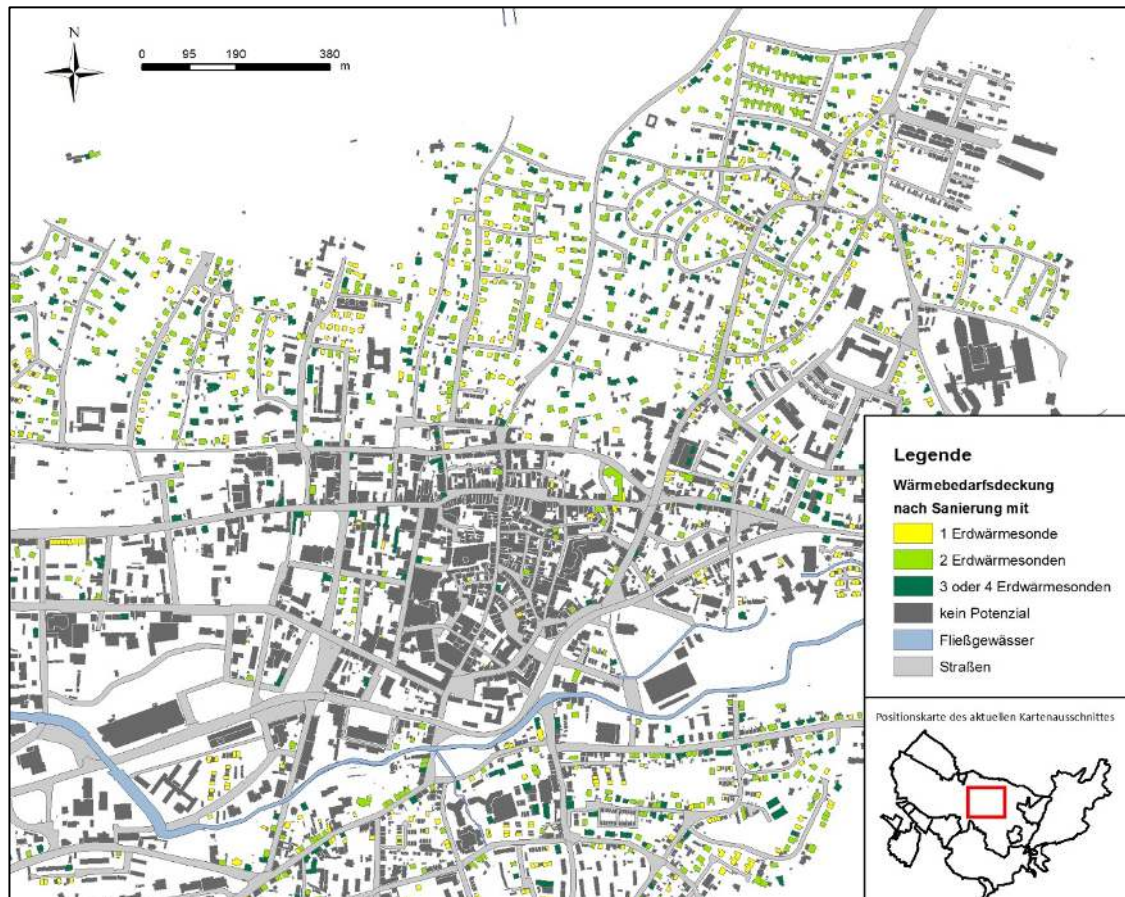 N
0 95 190 380
m
Legende
Wärmebedarfsdeckung
nach Sanierung mit
1 Erdwärmesonde
2 Erdwärmesonden
3 oder 4 Erdwärmesonden
kein Potenzial
Fließgewässer
Straßen
Positionskarte des aktuellen Kartenausschnittes